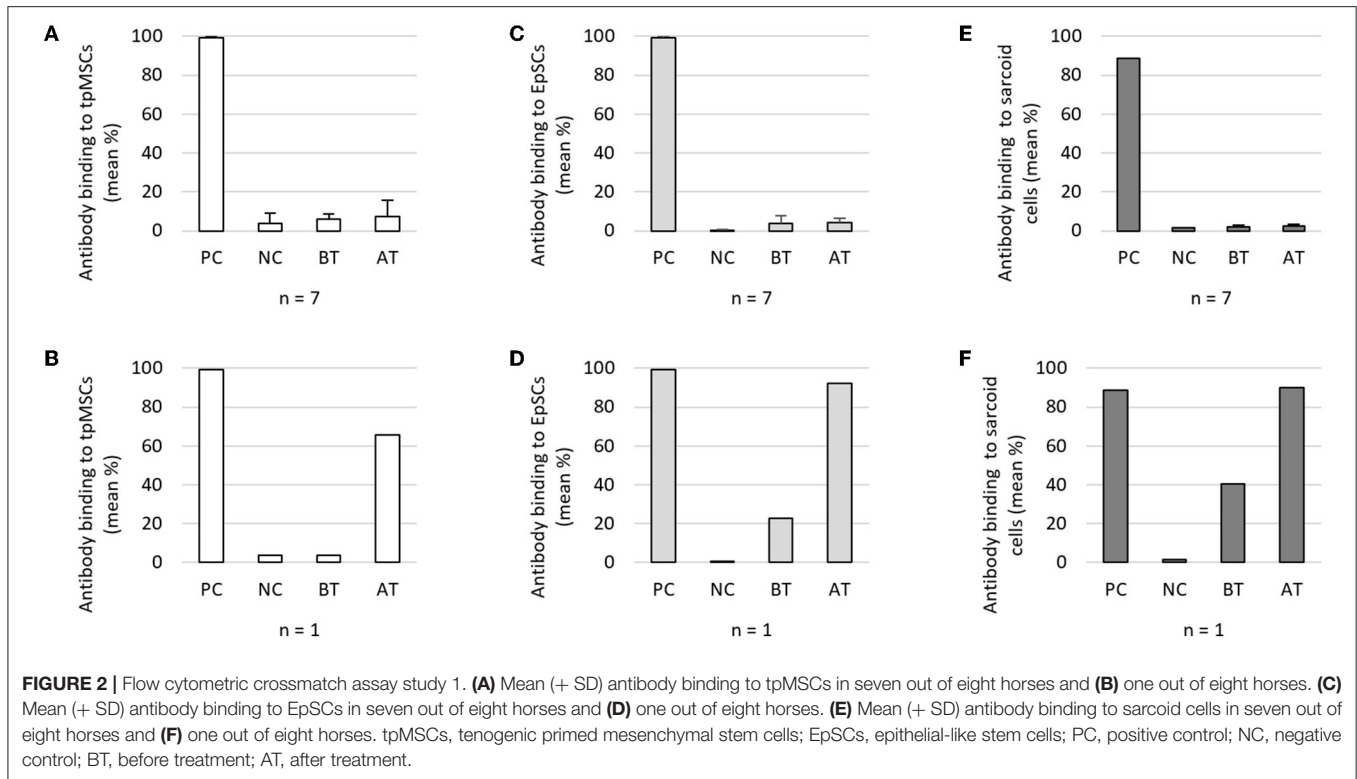 A
Antibody binding to tpMSCs
(mean %)
100
80
60
40
20
0
PC NC BT AT
n = 7
C
Antibody binding to EpSCs
(mean %)
100
80
60
40
20
0
PC NC BT AT
n = 7
E
Antibody binding to sarcoid
cells (mean %)
100
80
60
40
20
0
PC NC BT AT
n = 7
B
Antibody binding to tpMSCs
(mean %)
100
80
60
40
20
0
PC NC BT AT
n = 1
D
Antibody binding to EpSCs
(mean %)
100
80
60
40
20
0
PC NC BT AT
n = 1
F
Antibody binding to sarcoid
cells (mean %)
100
80
60
40
20
0
PC NC BT AT
n = 1
FIGURE 2 | Flow cytometric crossmatch assay study 1. (A) Mean (+ SD) antibody binding to tpMSCs in seven out of eight horses and (B) one out of eight horses. (C)
Mean (+ SD) antibody binding to EpSCs in seven out of eight horses and (D) one out of eight horses. (E) Mean (+ SD) antibody binding to sarcoid cells in seven out of
eight horses and (F) one out of eight horses. tpMSCs, tenogenic primed mesenchymal stem cells; EpSCs, epithelial-like stem cells; PC, positive control; NC, negative
control; BT, before treatment; AT, after treatment.